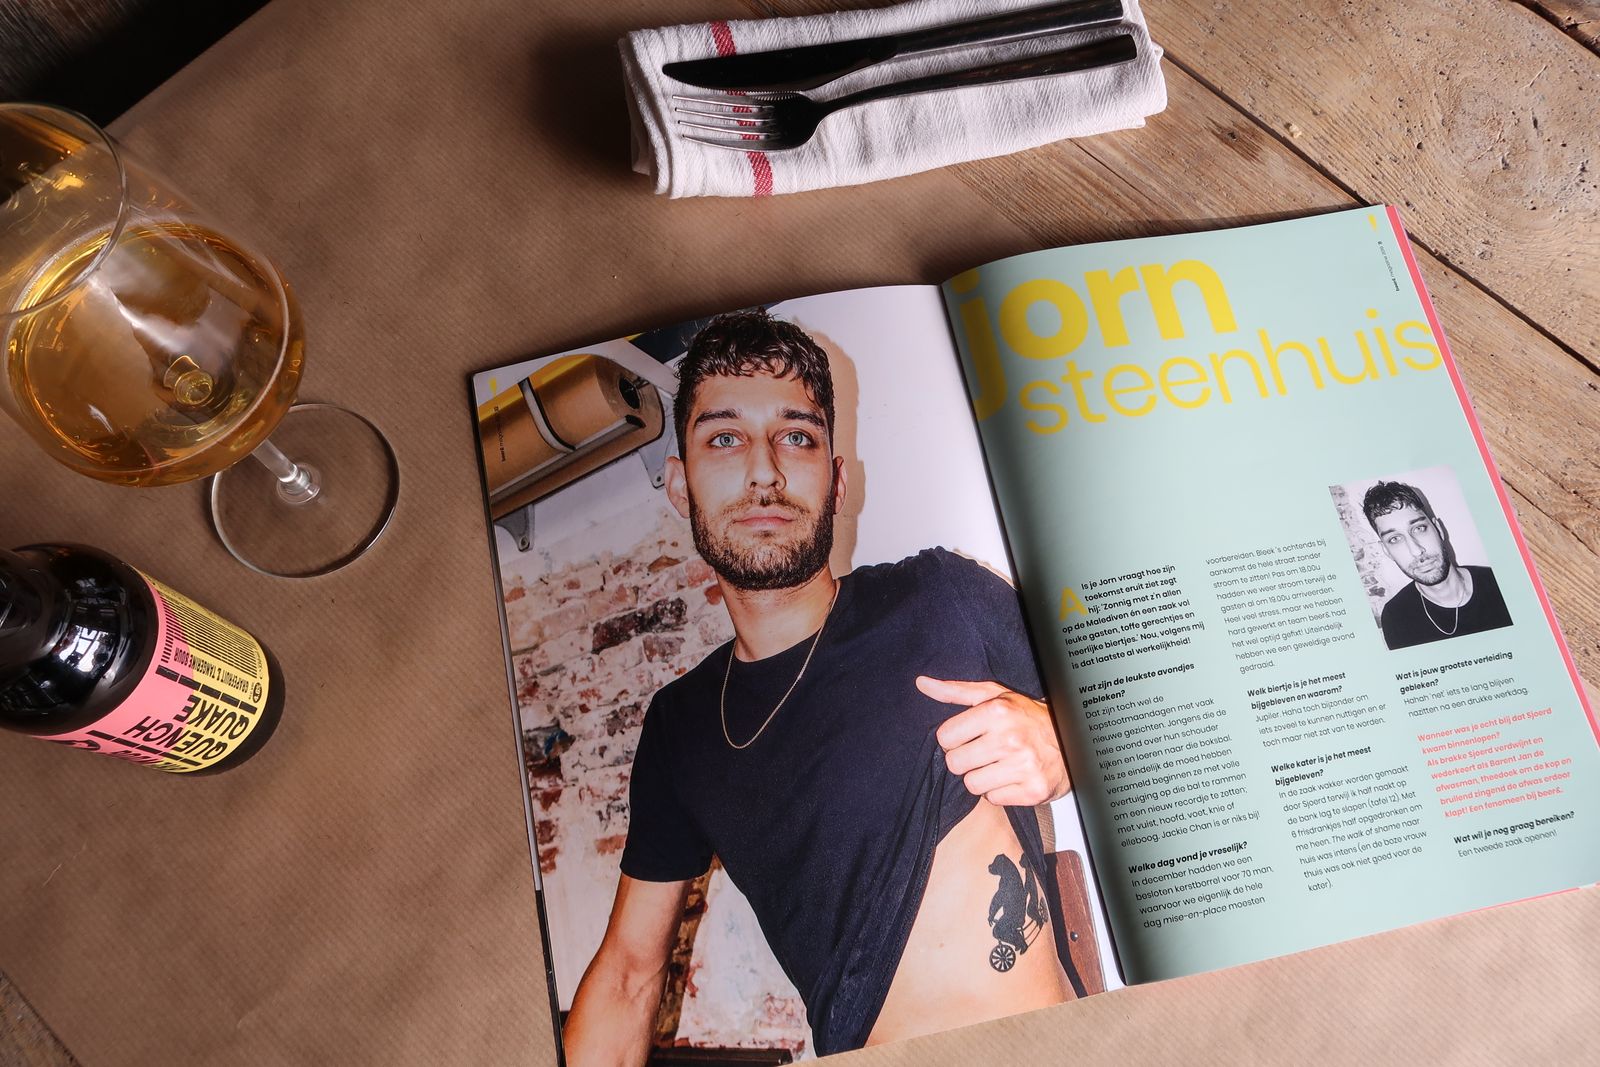 jorn
steenhuis
Als je Jorn vraagt hoe zijn
toekomst eruit ziet zegt
hij: 'Zonnig met z'n allen
op de Malediven én een zaak vol
leuke gasten, toffe gerechtjes en
heerlijke biertjes.' Nou, volgens mij
is dat laatste al werkelijkheid!
Wat zijn de leukste avondjes
gebleken?
Dat zijn toch wel de
kopstootmaandagen met vaak
nieuwe gezichten. Jongens die de
hele avond over hun schouder
kijken en loeren naar die boksbal.
Als ze eindelijk de moed hebben
verzameld beginnen ze met volle
overtuiging op die bal te rammen
om een nieuw recordje te zetten;
met vuist, hoofd, voet, knie of
elleboog. Jackie Chan is er niks bij!
Welke dag vond je vreselijk?
In december hadden we een
besloten kerstborrel voor 70 man,
waarvoor we eigenlijk de hele
dag mise-en-place moesten
voorbereiden. Bleek 's ochtends bij
aankomst de hele straat zonder
stroom te zitten! Pas om 18.00u
hadden we weer stroom terwijl de
gasten al om 19.00u arriveerden.
Heel veel stress, maar we hebben
hard gewerkt en team beer& had
het wel optijd gefixt! Uiteindelijk
hebben we een geweldige avond
gedraaid.
Welk biertje is je het meest
bijgebleven en waarom?
Jupiler. Haha toch bijzonder om
iets zoveel te kunnen nuttigen en er
toch maar niet zat van te worden.
Welke kater is je het meest
bijgebleven?
In de zaak wakker worden gemaakt
door Sjoerd terwijl ik half naakt op
de bank lag te slapen (tafel 12). Met
6 frisdrankjes half opgedronken om
me heen. The walk of shame naar
huis was intens (en de boze vrouw
thuis was ook niet goed voor de
kater).
Wat is jouw grootste verleiding
gebleken?
Hahah 'net' iets te lang blijven
nazitten na een drukke werkdag.
Wanneer was je echt blij dat Sjoerd
kwam binnenlopen?
Als brakke Sjoerd verdwijnt en
wederkeert als Barent Jan de
afwasman, theedoek om de kop en
brullend zingend de afwas erdoor
klapt! Een fenomeen bij beer&.
Wat wil je nog graag bereiken?
Een tweede zaak openen!
GRAPEFRUIT & TANGERINE SOUR
QUENCH
QUAKE